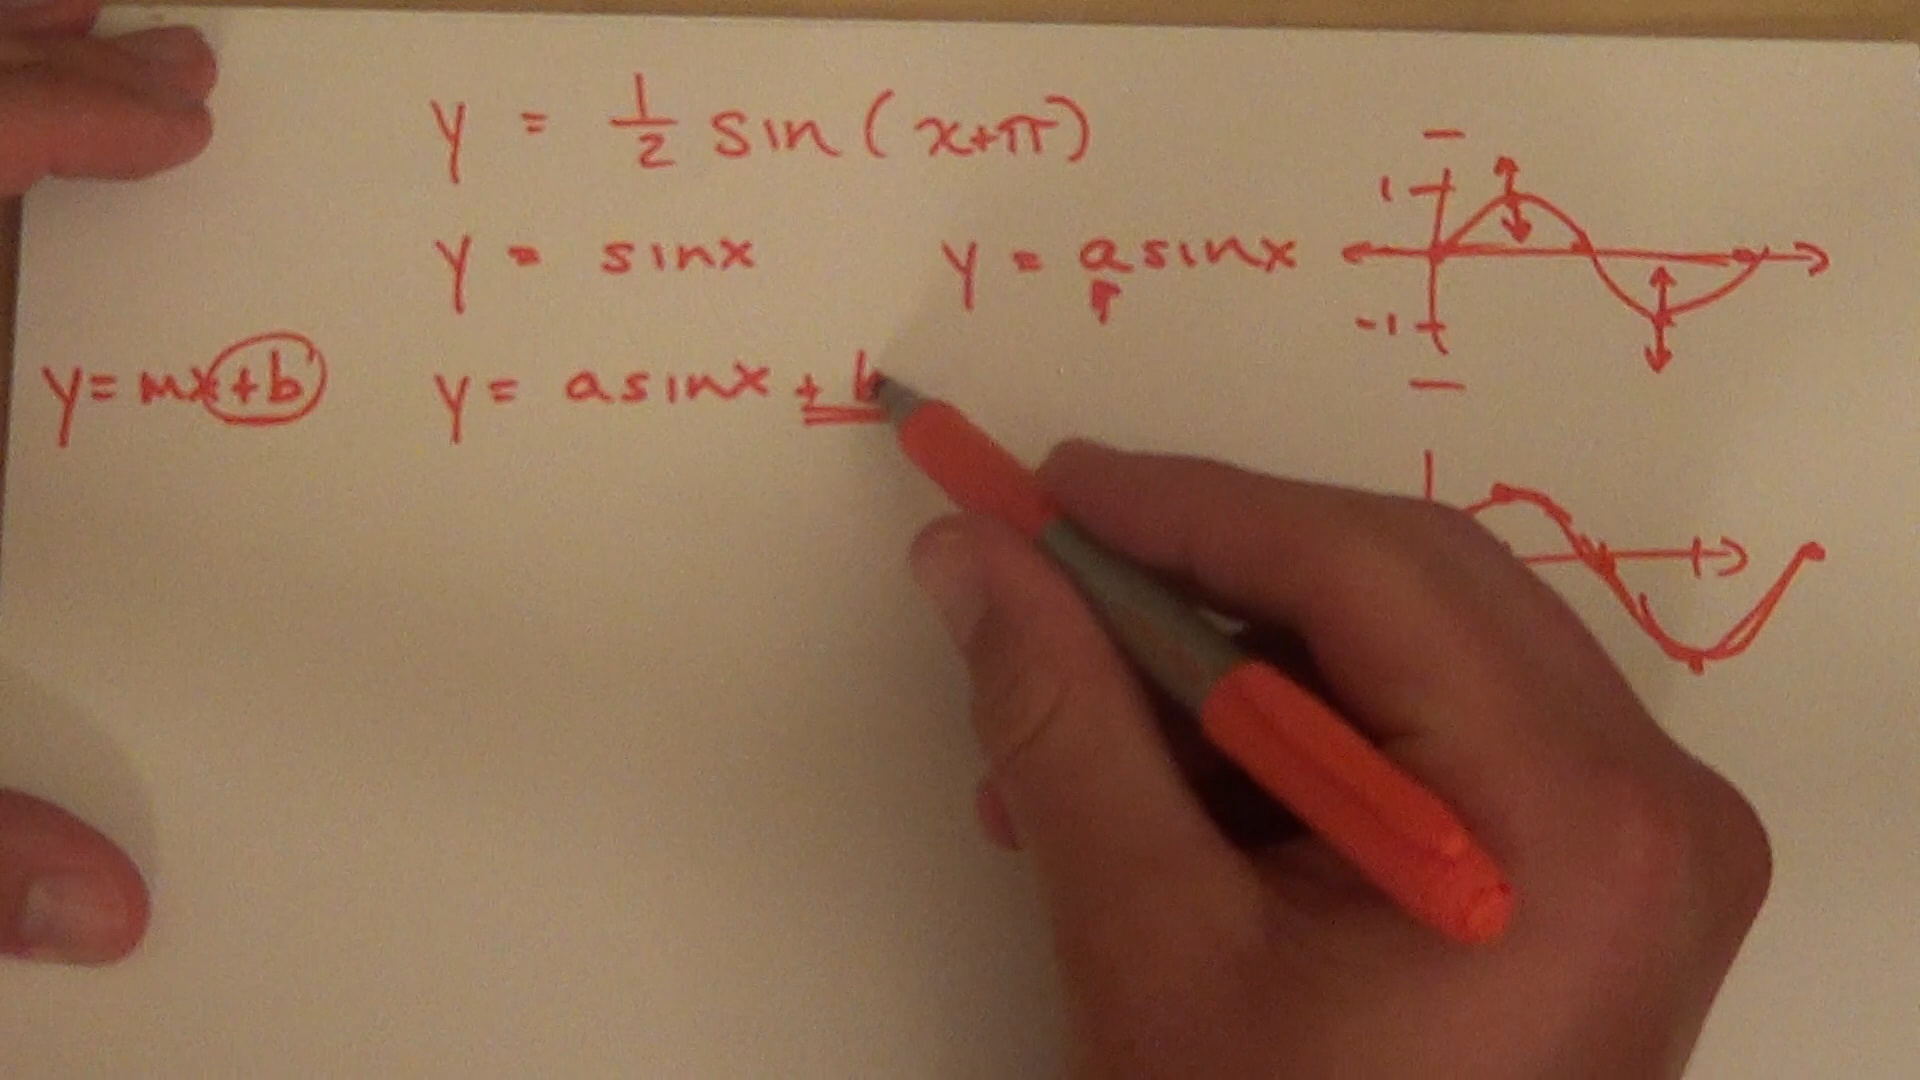 y = 1/2 sin (x+π)
y = sinx
y = a sinx
1
-1
y = mx+b
y = a sinx + b